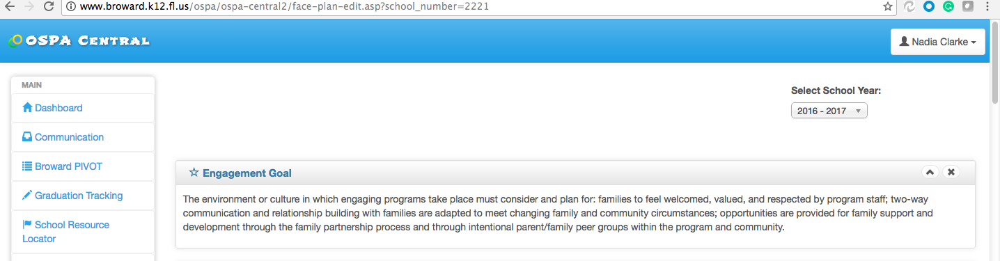 www.broward.k12.fl.us/ospa/ospa-central2/face-plan-edit.asp?school_number=2221
OSPA CENTRAL
Nadia Clarke
MAIN
Dashboard
Communication
Broward PIVOT
Graduation Tracking
School Resource
Locator
Select School Year:
2016 - 2017
Engagement Goal
The environment or culture in which engaging programs take place must consider and plan for: families to feel welcomed, valued, and respected by program staff; two-way
communication and relationship building with families are adapted to meet changing family and community circumstances; opportunities are provided for family support and
development through the family partnership process and through intentional parent/family peer groups within the program and community.